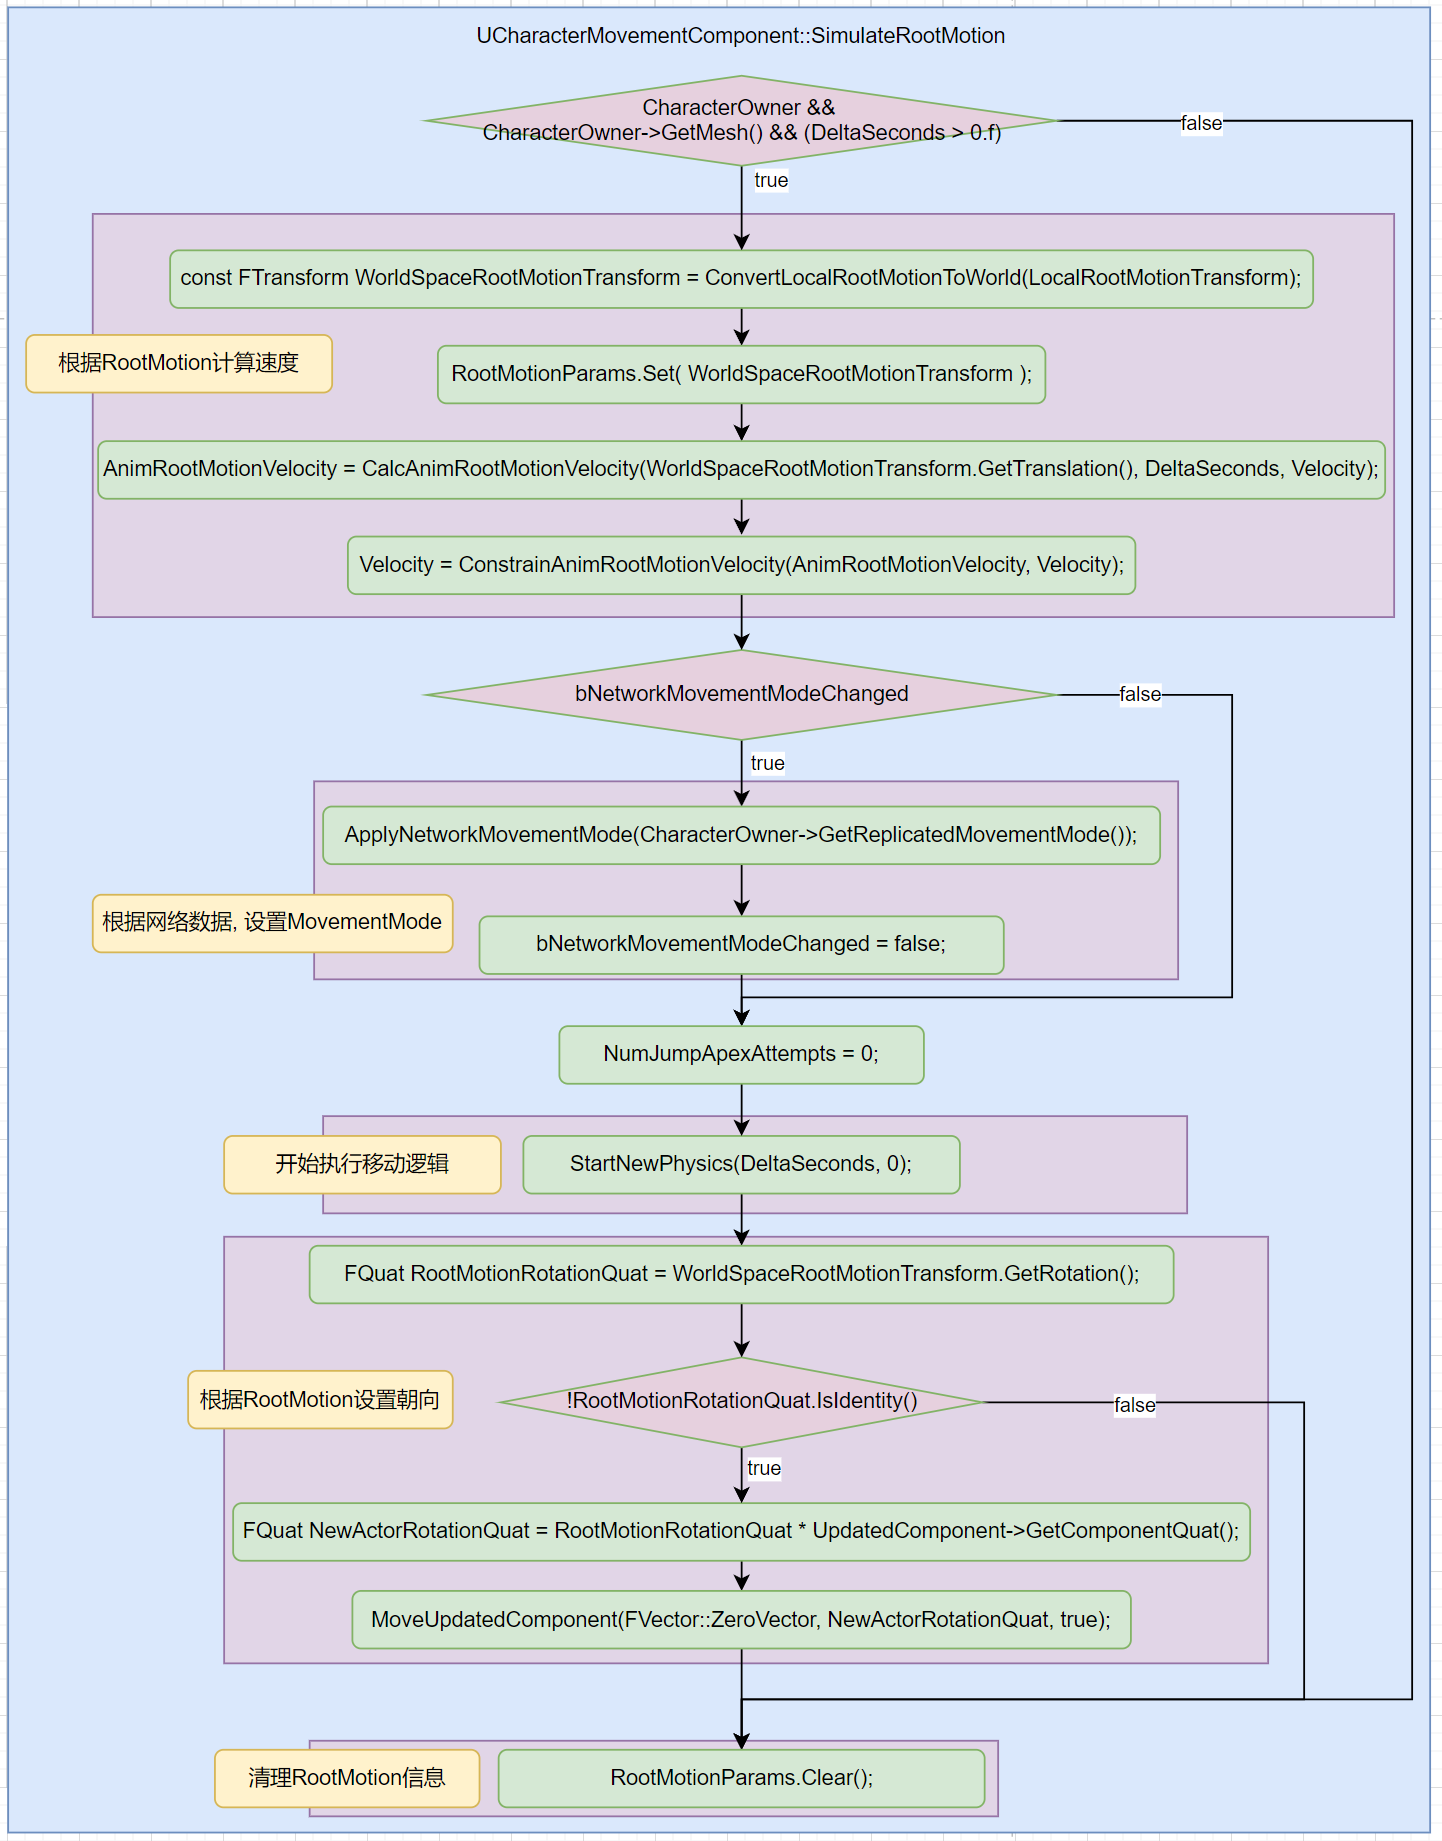 UCharacterMovementComponent::SimulateRootMotion
CharacterOwner &&
CharacterOwner->GetMesh() && (DeltaSeconds > 0.f)
false
true
const FTransform WorldSpaceRootMotionTransform = ConvertLocalRootMotionToWorld(LocalRootMotionTransform);
根据RootMotion计算速度
RootMotionParams.Set( WorldSpaceRootMotionTransform );
AnimRootMotionVelocity = CalcAnimRootMotionVelocity(WorldSpaceRootMotionTransform.GetTranslation(), DeltaSeconds, Velocity);
Velocity = ConstrainAnimRootMotionVelocity(AnimRootMotionVelocity, Velocity);
bNetworkMovementModeChanged
false
true
ApplyNetworkMovementMode(CharacterOwner->GetReplicatedMovementMode());
根据网络数据, 设置MovementMode
bNetworkMovementModeChanged = false;
NumJumpApexAttempts = 0;
开始执行移动逻辑
StartNewPhysics(DeltaSeconds, 0);
FQuat RootMotionRotationQuat = WorldSpaceRootMotionTransform.GetRotation();
根据RootMotion设置朝向
!RootMotionRotationQuat.IsIdentity()
false
true
FQuat NewActorRotationQuat = RootMotionRotationQuat * UpdatedComponent->GetComponentQuat();
MoveUpdatedComponent(FVector::ZeroVector, NewActorRotationQuat, true);
清理RootMotion信息
RootMotionParams.Clear();